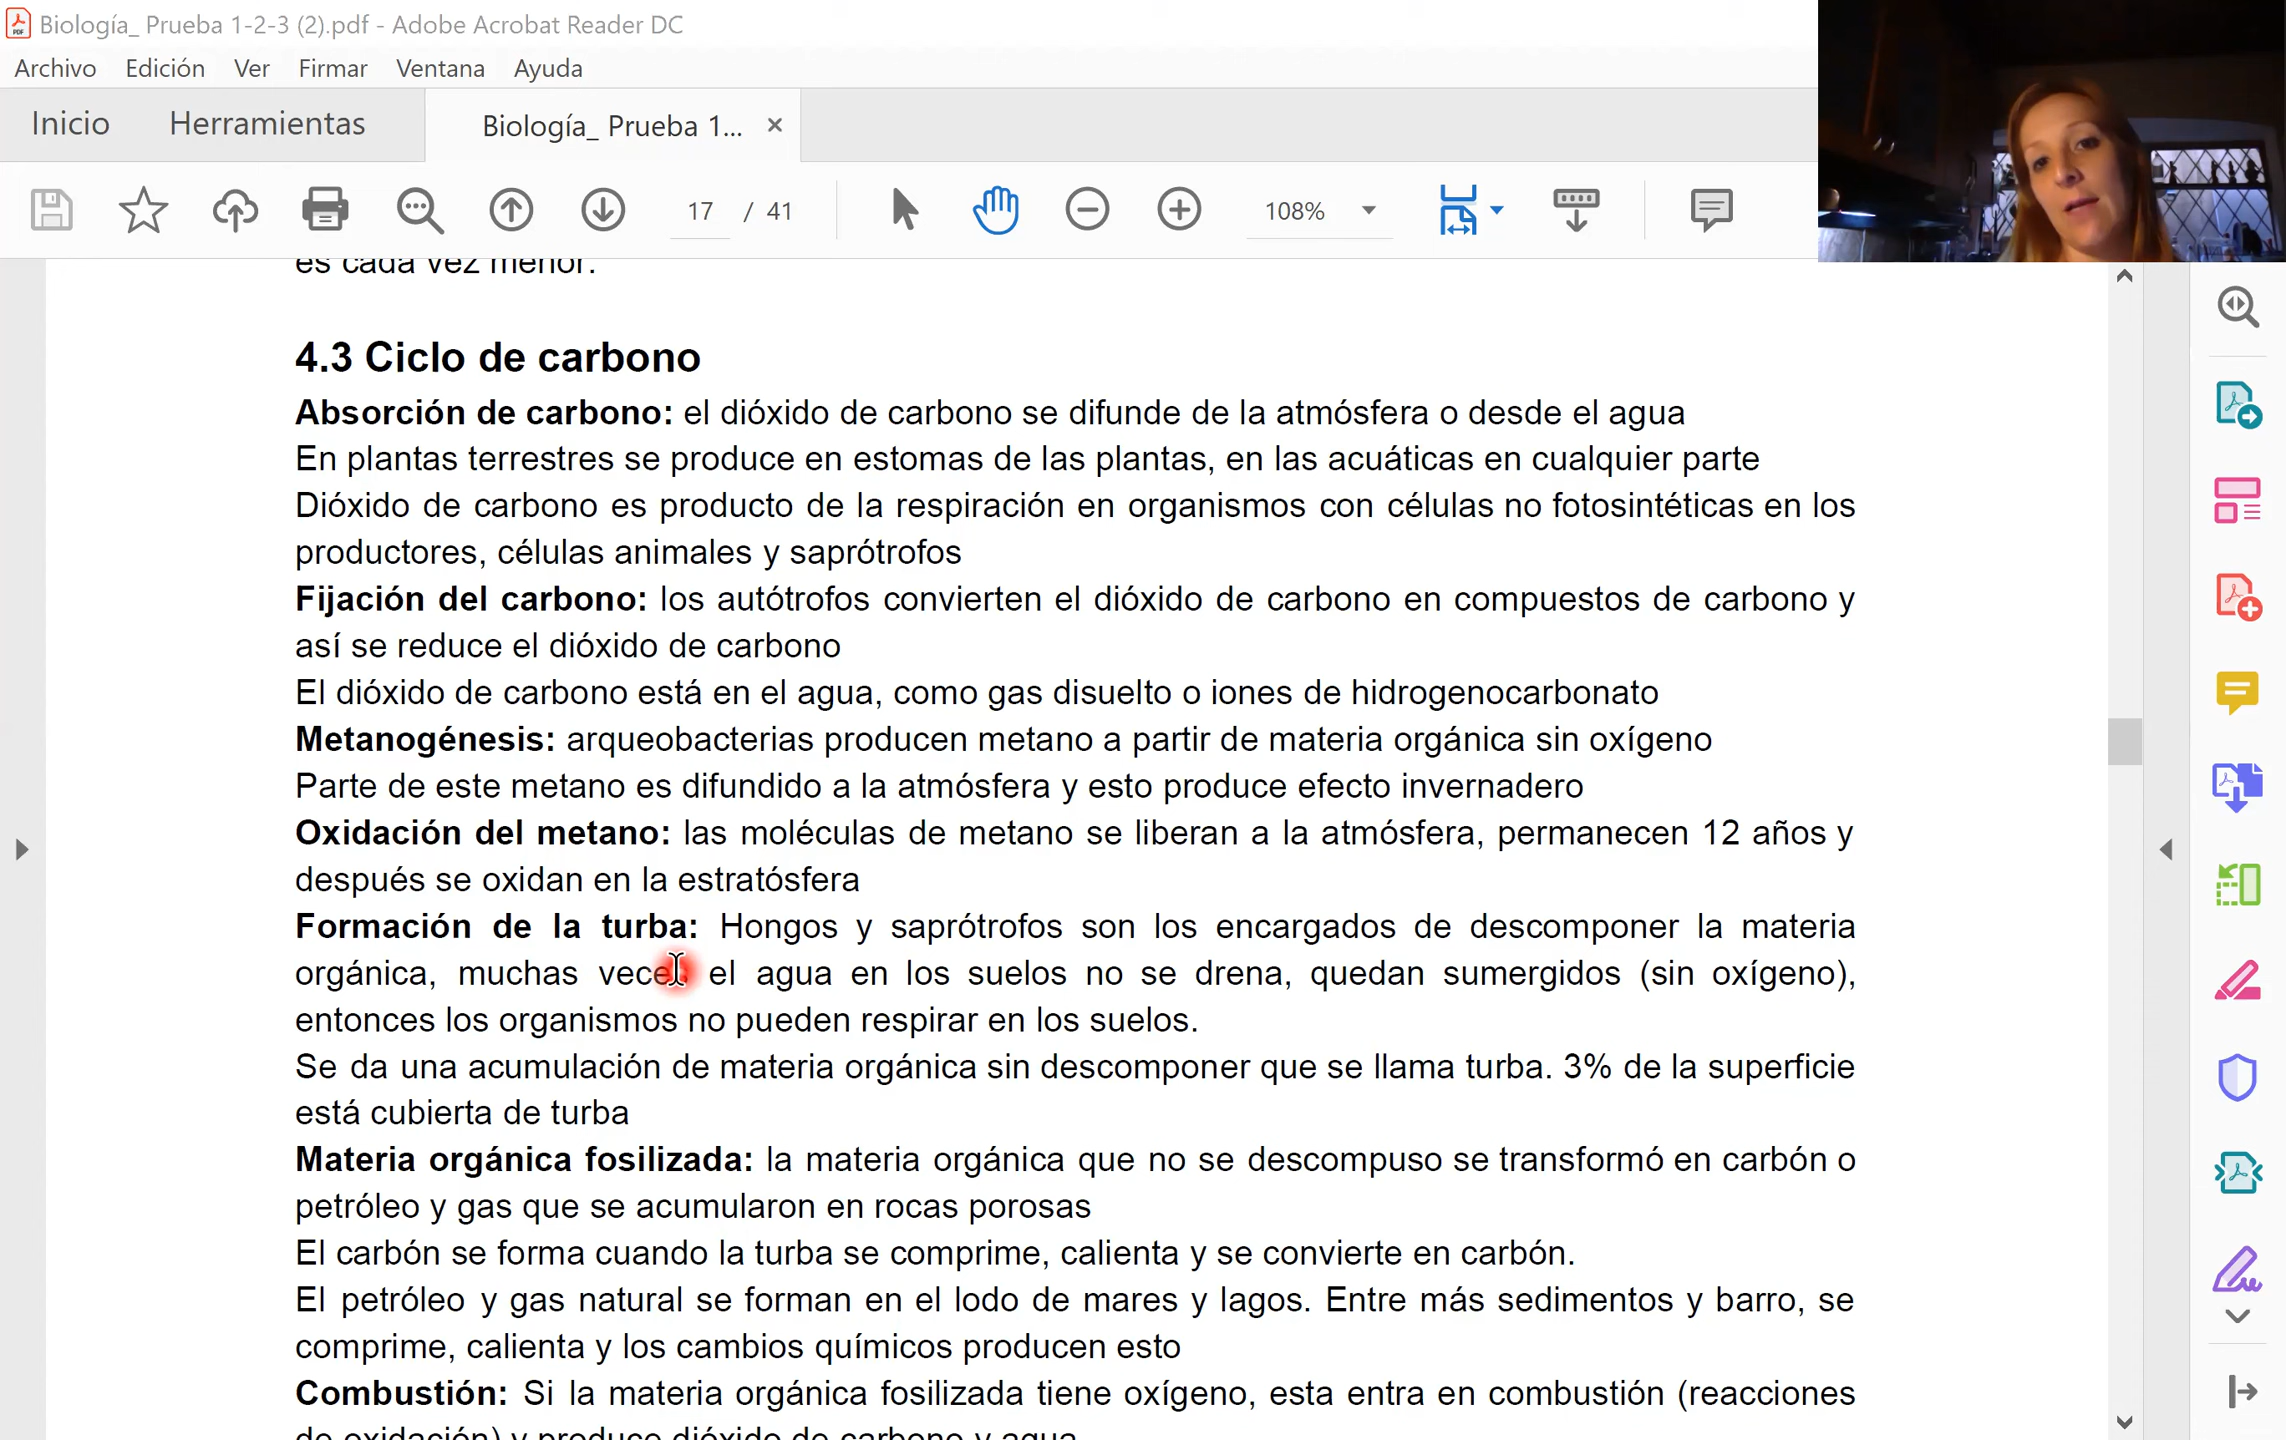 Biología_ Prueba 1-2-3 (2).pdf - Adobe Acrobat Reader DC
Archivo Edición Ver Firmar Ventana Ayuda
Inicio Herramientas Biología_ Prueba 1... ×
17 / 41 108%
es cada vez menor.
4.3 Ciclo de carbono
Absorción de carbono: el dióxido de carbono se difunde de la atmósfera o desde el agua
En plantas terrestres se produce en estomas de las plantas, en las acuáticas en cualquier parte
Dióxido de carbono es producto de la respiración en organismos con células no fotosintéticas en los
productores, células animales y saprótrofos
Fijación del carbono: los autótrofos convierten el dióxido de carbono en compuestos de carbono y
así se reduce el dióxido de carbono
El dióxido de carbono está en el agua, como gas disuelto o iones de hidrogenocarbonato
Metanogénesis: arqueobacterias producen metano a partir de materia orgánica sin oxígeno
Parte de este metano es difundido a la atmósfera y esto produce efecto invernadero
Oxidación del metano: las moléculas de metano se liberan a la atmósfera, permanecen 12 años y
después se oxidan en la estratósfera
Formación de la turba: Hongos y saprótrofos son los encargados de descomponer la materia
orgánica, muchas veces el agua en los suelos no se drena, quedan sumergidos (sin oxígeno),
entonces los organismos no pueden respirar en los suelos.
Se da una acumulación de materia orgánica sin descomponer que se llama turba. 3% de la superficie
está cubierta de turba
Materia orgánica fosilizada: la materia orgánica que no se descompuso se transformó en carbón o
petróleo y gas que se acumularon en rocas porosas
El carbón se forma cuando la turba se comprime, calienta y se convierte en carbón.
El petróleo y gas natural se forman en el lodo de mares y lagos. Entre más sedimentos y barro, se
comprime, calienta y los cambios químicos producen esto
Combustión: Si la materia orgánica fosilizada tiene oxígeno, esta entra en combustión (reacciones
de oxidación) y produce dióxido de carbono y agua